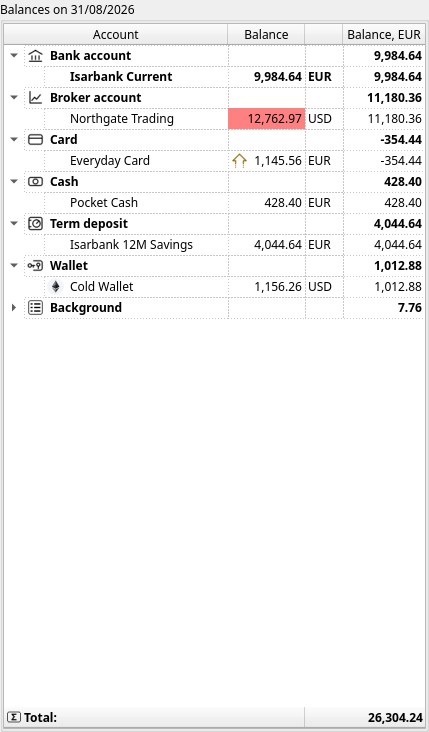 Balances on 31/08/2026
Account Balance Balance, EUR
Bank account 9,984.64
Isarbank Current 9,984.64 EUR 9,984.64
Broker account 11,180.36
Northgate Trading 12,762.97 USD 11,180.36
Card -354.44
Everyday Card 1,145.56 EUR -354.44
Cash 428.40
Pocket Cash 428.40 EUR 428.40
Term deposit 4,044.64
Isarbank 12M Savings 4,044.64 EUR 4,044.64
Wallet 1,012.88
Cold Wallet 1,156.26 USD 1,012.88
Background 7.76
Σ Total: 26,304.24